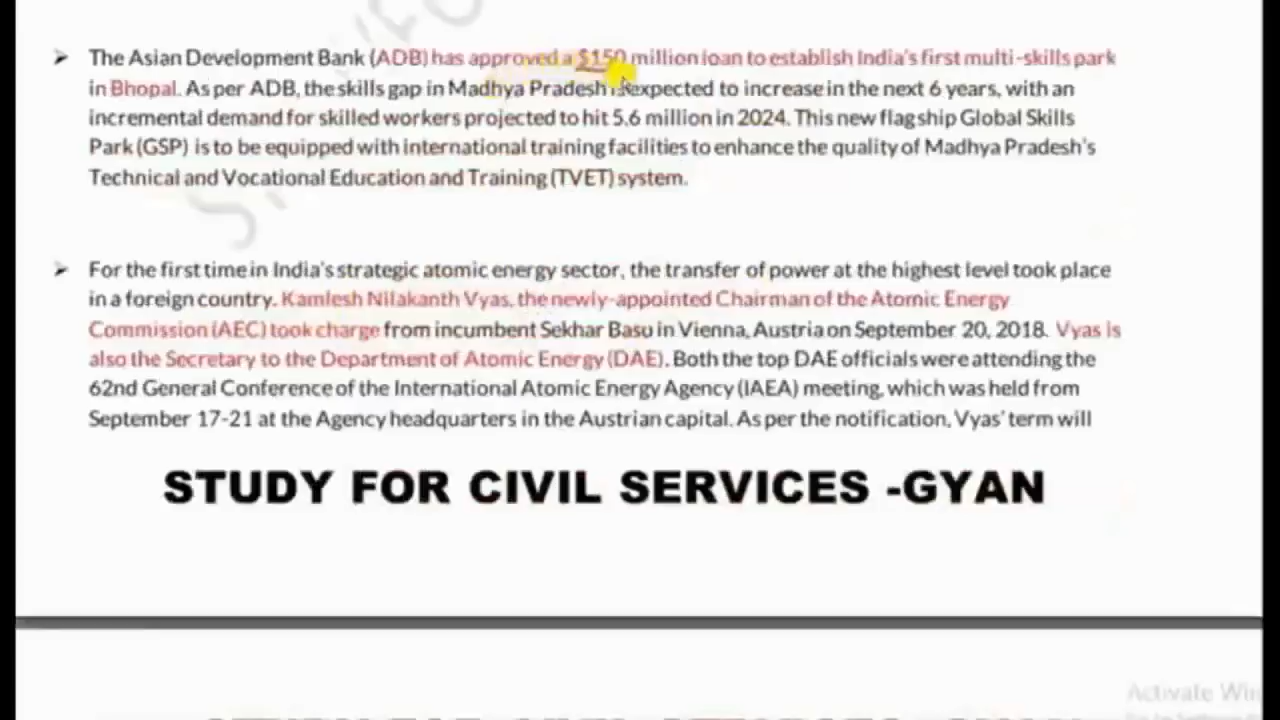 ➢ The Asian Development Bank (ADB) has approved a $150 million loan to establish India's first multi-skills park
in Bhopal. As per ADB, the skills gap in Madhya Pradesh is expected to increase in the next 6 years, with an
incremental demand for skilled workers projected to hit 5.6 million in 2024. This new flagship Global Skills
Park (GSP) is to be equipped with international training facilities to enhance the quality of Madhya Pradesh's
Technical and Vocational Education and Training (TVET) system.
➢ For the first time in India's strategic atomic energy sector, the transfer of power at the highest level took place
in a foreign country. Kamlesh Nilakanth Vyas, the newly-appointed Chairman of the Atomic Energy
Commission (AEC) took charge from incumbent Sekhar Basu in Vienna, Austria on September 20, 2018. Vyas is
also the Secretary to the Department of Atomic Energy (DAE). Both the top DAE officials were attending the
62nd General Conference of the International Atomic Energy Agency (IAEA) meeting, which was held from
September 17-21 at the Agency headquarters in the Austrian capital. As per the notification, Vyas' term will
STUDY FOR CIVIL SERVICES -GYAN
Activate Win